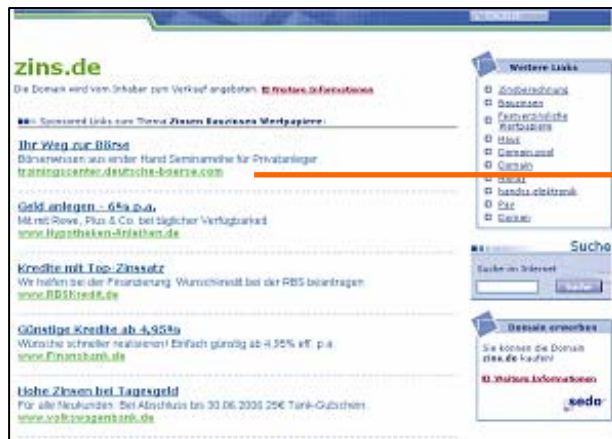 zins.de
Die Domain wird vom Inhaber zum Verkauf angeboten. Weitere Informationen
Sponsored Links zum Thema Zinsen Bauzinsen Wertpapiere:
Ihr Weg zur Börse
Börsenwissen aus erster Hand Seminarreihe für Privatanleger
trainingscenter.deutsche-boerse.com
Geld anlegen - 6% p.a.
Mit Rewe, Plus & Co. bei täglicher Verfügbarkeit
www.Hypotheken-Anleihen.de
Kredite mit Top-Zinssatz
Wir helfen bei der Finanzierung. Wunschkredit bei der RBS beantragen
www.RBSKredit.de
Günstige Kredite ab 4,95%
Wünsche schneller realisieren! Einfach günstig ab 4,95% eff. p.a.
www.Finansbank.de
Hohe Zinsen bei Tagesgeld
Für alle Neukunden. Bei Abschluss bis 30.06.2006 25€ Tank-Gutschein.
www.volkswagenbank.de
Weitere Links
Zinsberechnung
Bauzinsen
Festverzinsliche
Wertpapiere
Domain
handys elektronik
Domain
Suche
Suche im Internet
Suche
Domain erwerben
Sie können die Domain
zins.de kaufen!
Weitere Informationen
sedo